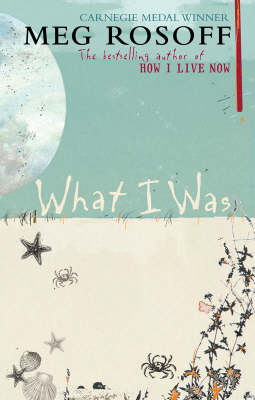 CARNEGIE MEDAL WINNER
MEG ROSOFF
The bestselling author of
HOW I LIVE NOW
What I Was